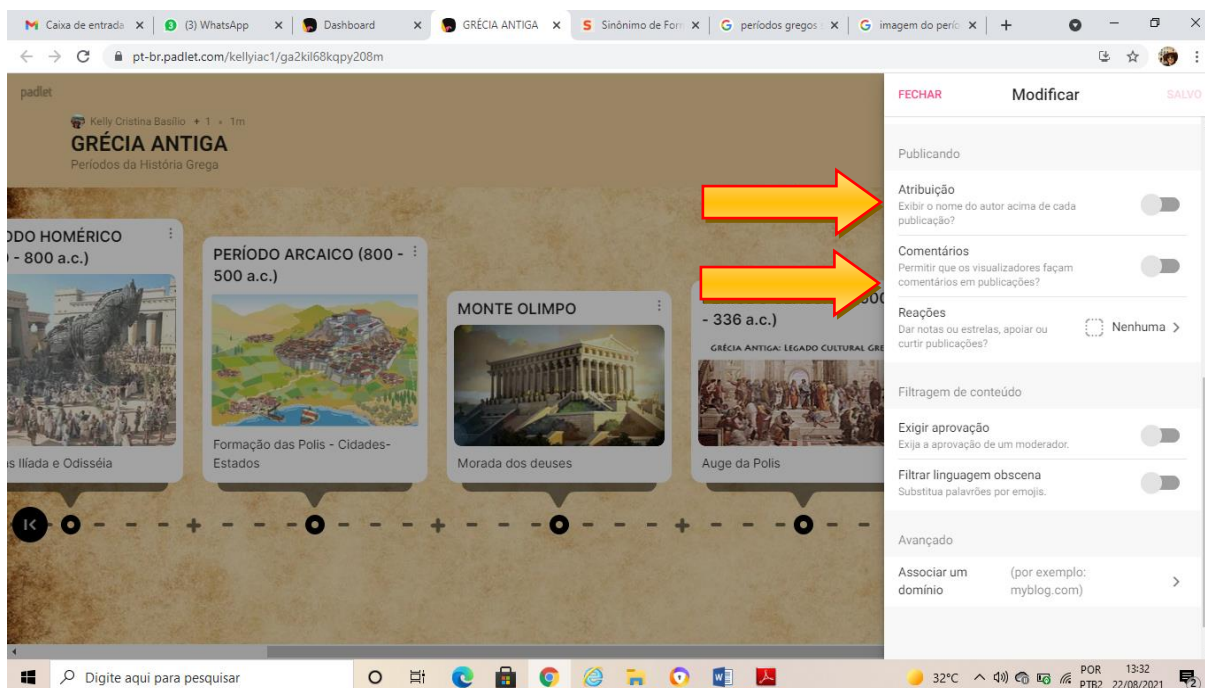 Caixa de entrada
(3) WhatsApp
Dashboard
GRÉCIA ANTIGA
Sinônimo de Form
períodos gregos
imagem do perío
pt-br.padlet.com/kellyiac1/ga2kil68kqpy208m
padlet
Kelly Cristina Basílio + 1 • 1m
GRÉCIA ANTIGA
Períodos da História Grega
ODO HOMÉRICO
- 800 a.c.)
s Ilíada e Odisséia
PERÍODO ARCAICO (800 -
500 a.c.)
Formação das Polis - Cidades-
Estados
MONTE OLIMPO
Morada dos deuses
- 336 a.c.)
GRÉCIA ANTIGA: LEGADO CULTURAL GRE
Auge da Polis
FECHAR
Modificar
SALVO
Publicando
Atribuição
Exibir o nome do autor acima de cada
publicação?
Comentários
Permitir que os visualizadores façam
comentários em publicações?
Reações
Dar notas ou estrelas, apoiar ou
curtir publicações?
Nenhuma
Filtragem de conteúdo
Exigir aprovação
Exija a aprovação de um moderador.
Filtrar linguagem obscena
Substitua palavrões por emojis.
Avançado
Associar um
domínio
(por exemplo:
myblog.com)
Digite aqui para pesquisar
32°C
POR
PTB2
13:32
22/08/2021
2